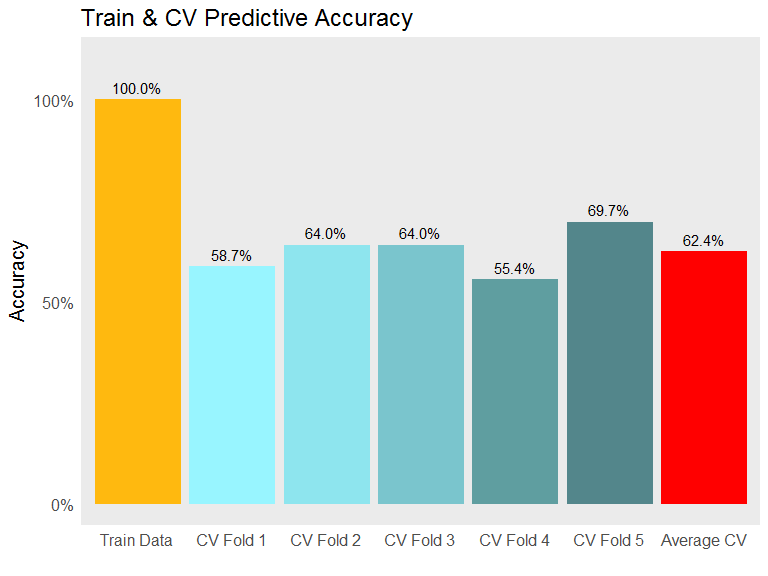 Train & CV Predictive Accuracy
Accuracy
100%
50%
0%
100.0%
58.7%
64.0%
64.0%
55.4%
69.7%
62.4%
Train Data
CV Fold 1
CV Fold 2
CV Fold 3
CV Fold 4
CV Fold 5
Average CV